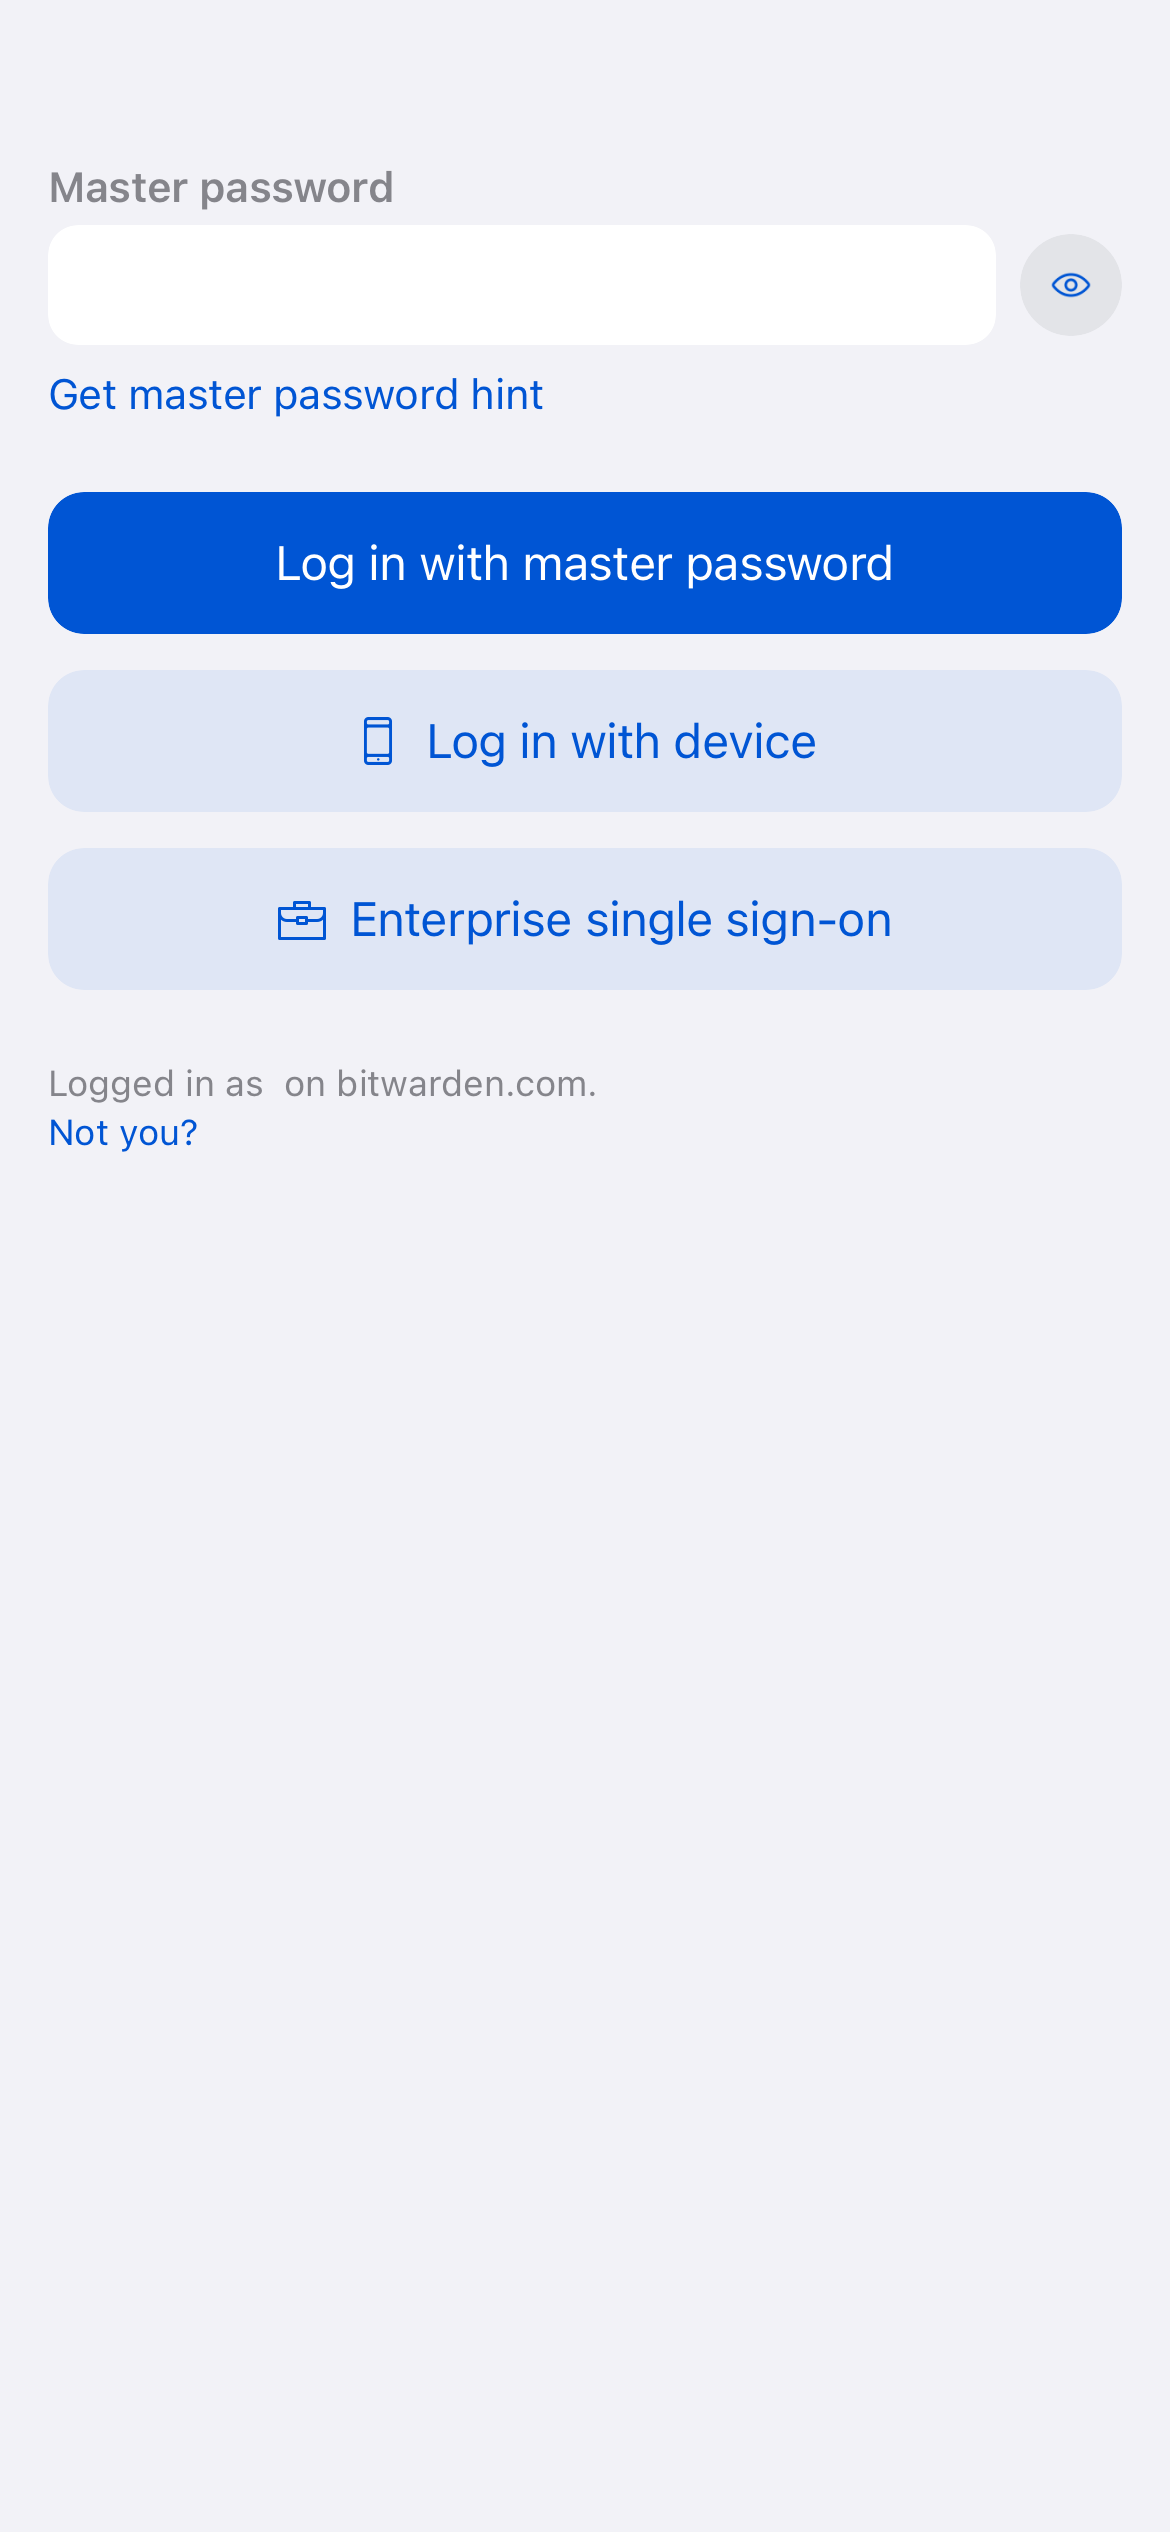 Master password
Get master password hint
Log in with master password
Log in with device
Enterprise single sign-on
Logged in as  on bitwarden.com.
Not you?